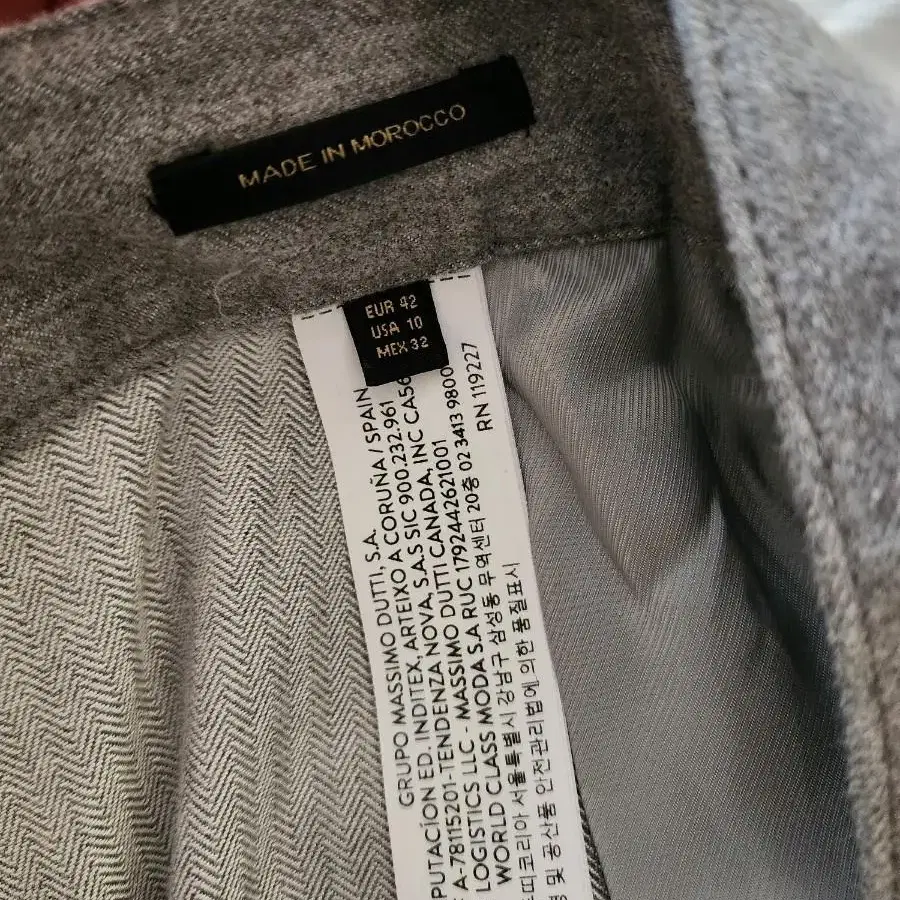 MADE IN MOROCCO
EUR 42
USA 10
MEX 32
GRUPO MASSIMO DUTTI, S.A.
PUTACÍON ED. INDITEX, ARTEIXO A CORUÑA / SPAIN
A-78115201-TENDENZA NOVA, S.A.S SIC 900.232.961
LOGISTICS LLC - MASSIMO DUTTI CANADA, INC CA56
WORLD CLASS MODA S.A RUC 1792442621001
띠코리아 서울특별시 강남구 삼성동 무역센터 20층 02 3413 9800
및 공산품 안전관리법에 의한 품질표시
RN 119227